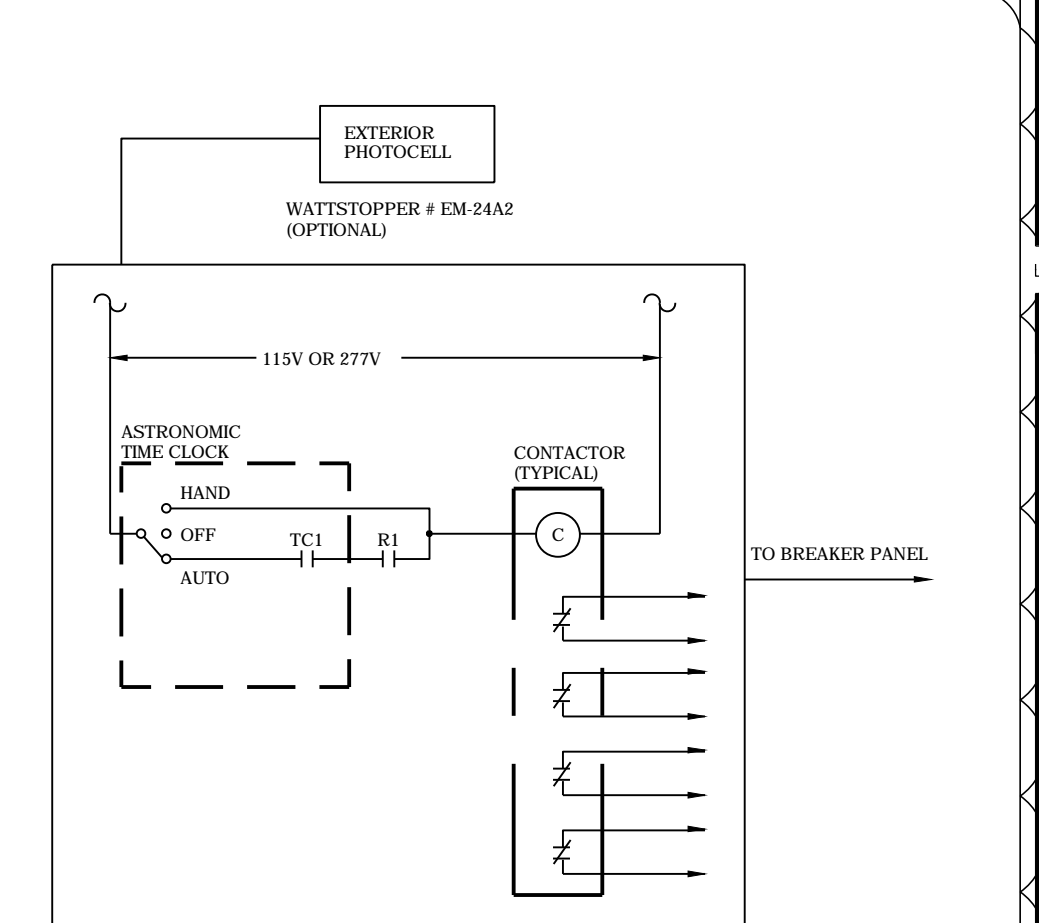 EXTERIOR
PHOTOCELL
WATTSTOPPER # EM-24A2
(OPTIONAL)
115V OR 277V
ASTRONOMIC
TIME CLOCK
CONTACTOR
(TYPICAL)
HAND
OFF
TC1
R1
C
AUTO
TO BREAKER PANEL